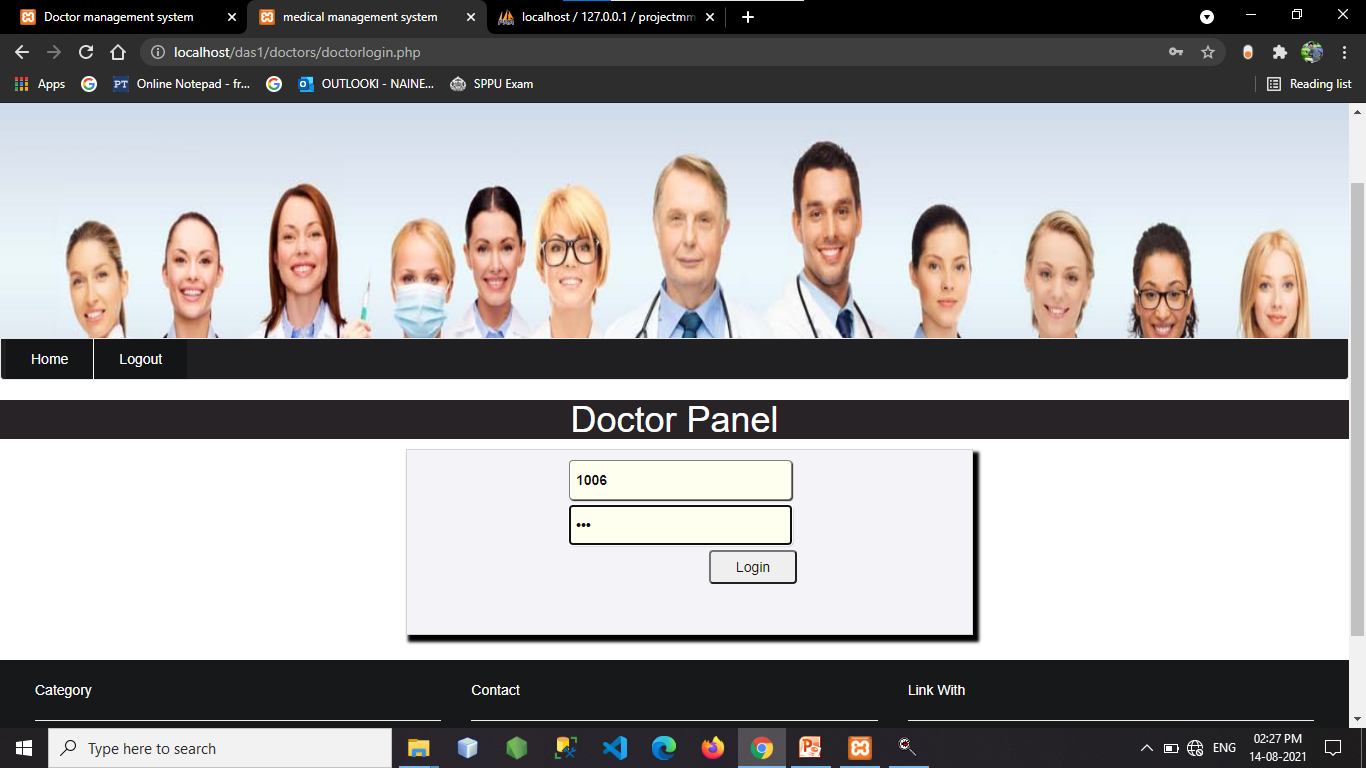 Doctor management system
medical management system
localhost / 127.0.0.1 / projectmm
localhost/das1/doctors/doctorlogin.php
Apps
PT
Online Notepad - fr...
OUTLOOKI - NAINE...
SPPU Exam
Reading list
Home
Logout
Doctor Panel
1006
•••
Login
Category
Contact
Link With
Type here to search
ENG
02:27 PM
14-08-2021